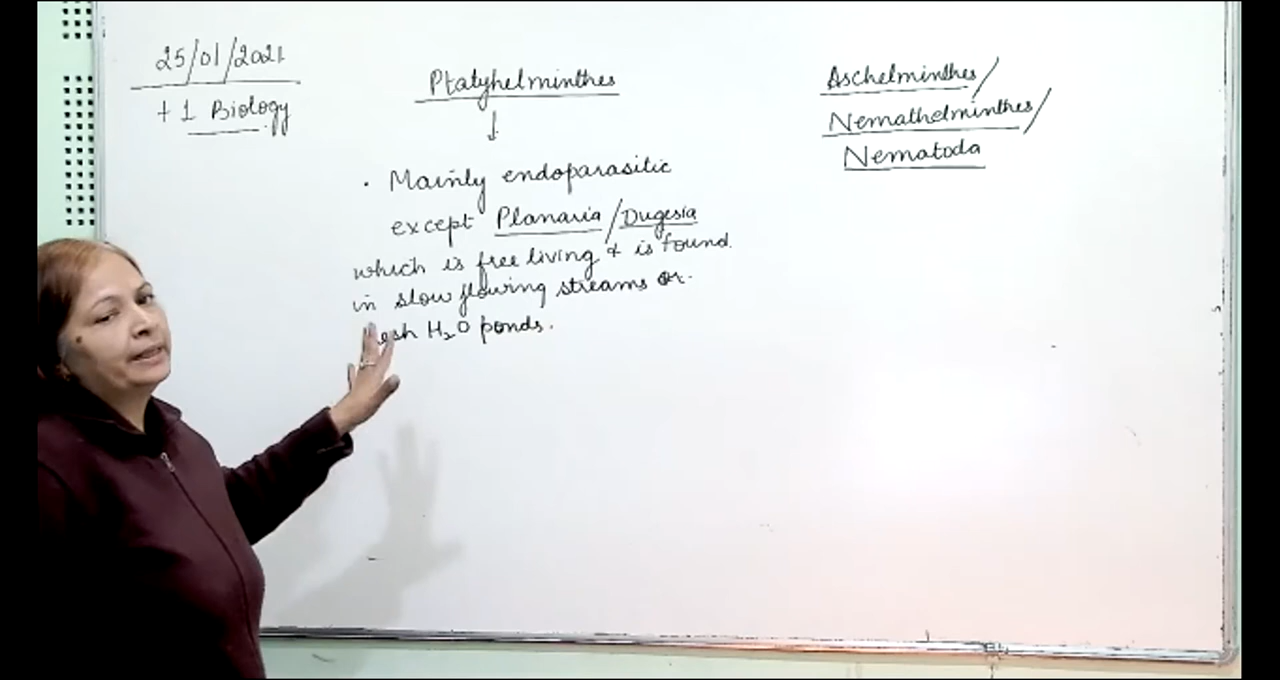 25/01/2021
+1 Biology
Platyhelminthes
↓
· Mainly endoparasitic
except Planaria/Dugesia
which is free living & is found.
in slow flowing streams or.
esh H₂O ponds.
Aschelminthes/
Nemathelminthes/
Nematoda